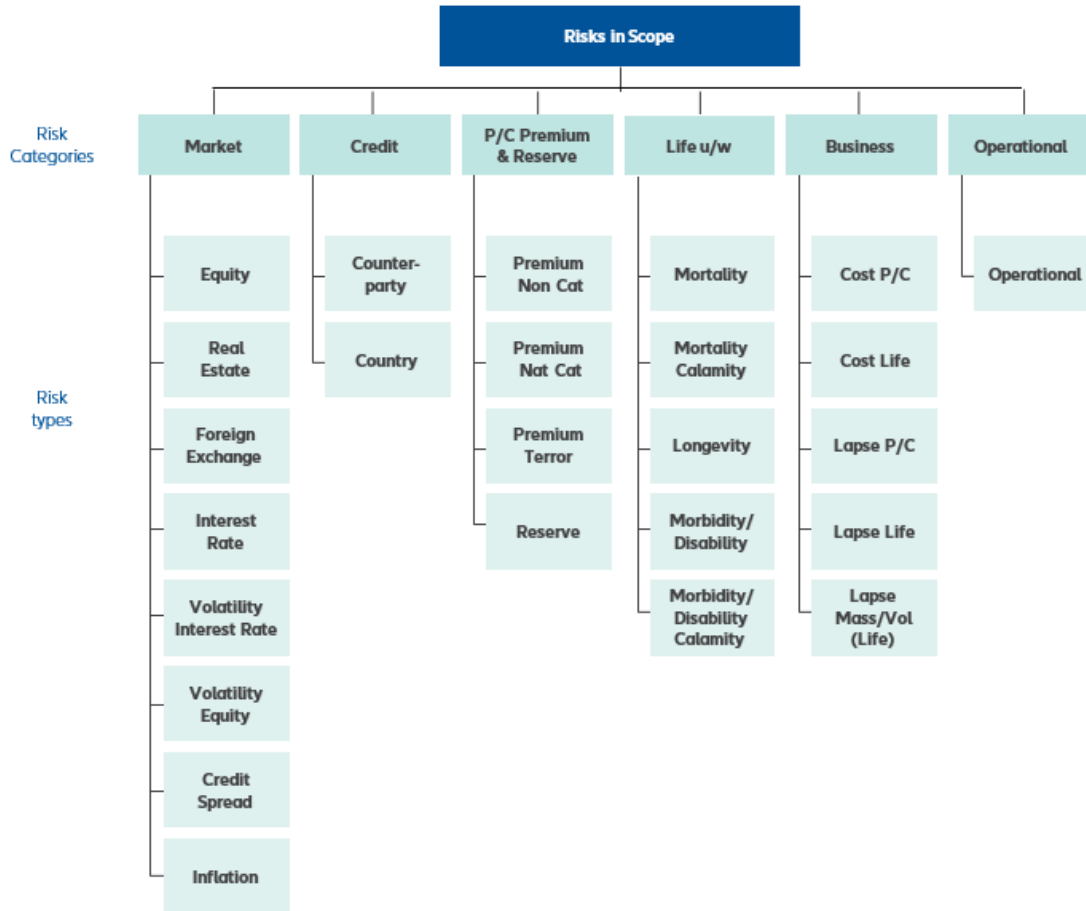 Risks in Scope
Risk
Categories
Market
Credit
P/C Premium
& Reserve
Life u/w
Business
Operational
Risk
types
Equity
Real
Estate
Foreign
Exchange
Interest
Rate
Volatility
Interest Rate
Volatility
Equity
Credit
Spread
Inflation
Counter-
party
Country
Premium
Non Cat
Premium
Nat Cat
Premium
Terror
Reserve
Mortality
Mortality
Calamity
Longevity
Morbidity/
Disability
Morbidity/
Disability
Calamity
Cost P/C
Cost Life
Lapse P/C
Lapse Life
Lapse
Mass/Vol
(Life)
Operational